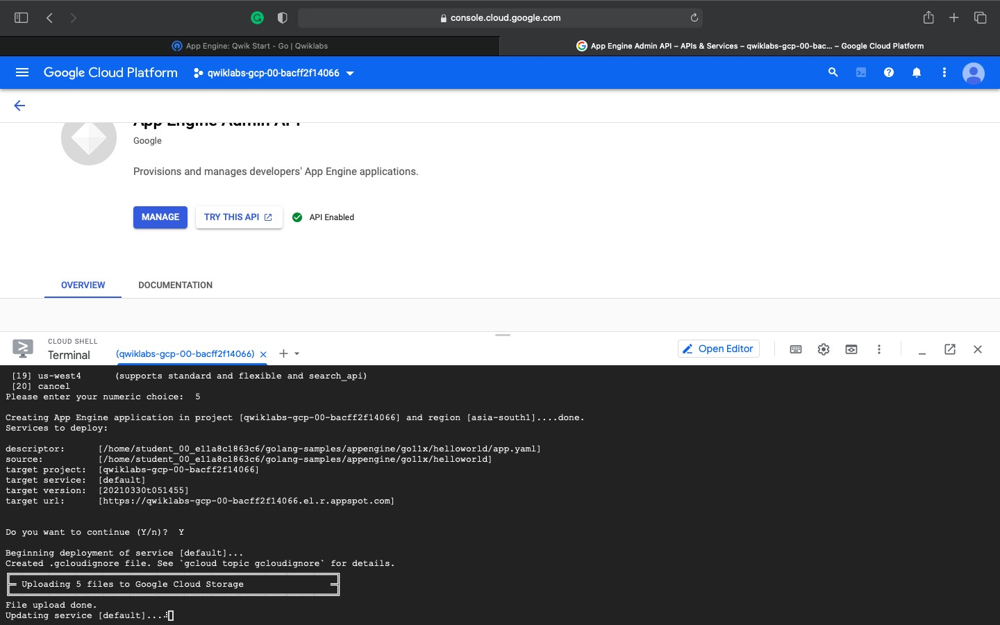 console.cloud.google.com
App Engine: Qwik Start - Go | Qwiklabs
App Engine Admin API – APIs & Services – qwiklabs-gcp-00-bac... – Google Cloud Platform
Google Cloud Platform
qwiklabs-gcp-00-bacff2f14066
App Engine Admin API
Google
Provisions and manages developers' App Engine applications.
MANAGE
TRY THIS API
API Enabled
OVERVIEW
DOCUMENTATION
CLOUD SHELL
Terminal
(qwiklabs-gcp-00-bacff2f14066)
Open Editor
[19] us-west4      (supports standard and flexible and search_api)
[20] cancel
Please enter your numeric choice:  5
Creating App Engine application in project [qwiklabs-gcp-00-bacff2f14066] and region [asia-south1]....done.
Services to deploy:
descriptor:      [/home/student_00_e11a8c1863c6/golang-samples/appengine/go11x/helloworld/app.yaml]
source:          [/home/student_00_e11a8c1863c6/golang-samples/appengine/go11x/helloworld]
target project:  [qwiklabs-gcp-00-bacff2f14066]
target service:  [default]
target version:  [20210330t051455]
target url:      [https://qwiklabs-gcp-00-bacff2f14066.el.r.appspot.com]
Do you want to continue (Y/n)?  Y
Beginning deployment of service [default]...
Created .gcloudignore file. See `gcloud topic gcloudignore` for details.
Uploading 5 files to Google Cloud Storage
File upload done.
Updating service [default]....